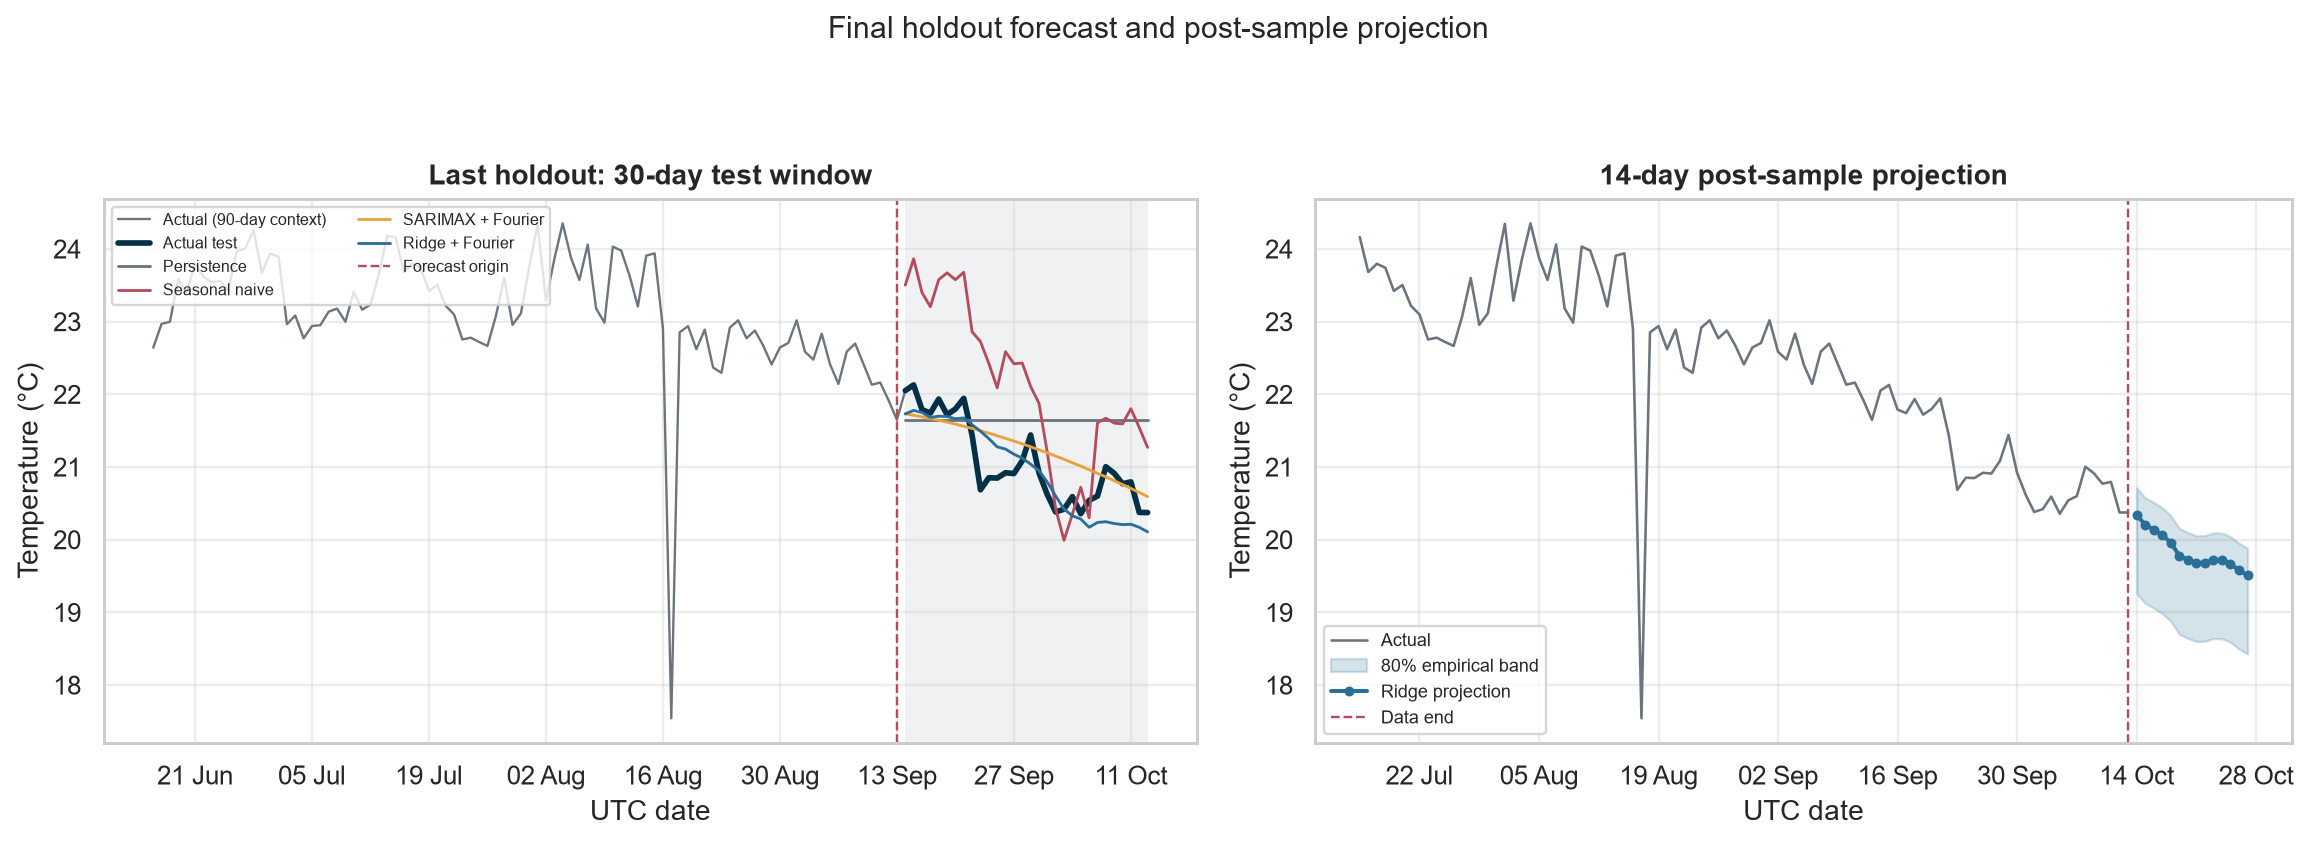 Final holdout forecast and post-sample projection
Last holdout: 30-day test window
Temperature (°C)
24
23
22
21
20
19
18
Actual (90-day context)
Actual test
Persistence
Seasonal naive
SARIMAX + Fourier
Ridge + Fourier
Forecast origin
21 Jun 05 Jul 19 Jul 02 Aug 16 Aug 30 Aug 13 Sep 27 Sep 11 Oct
UTC date
14-day post-sample projection
Temperature (°C)
24
23
22
21
20
19
18
Actual
80% empirical band
Ridge projection
Data end
22 Jul 05 Aug 19 Aug 02 Sep 16 Sep 30 Sep 14 Oct 28 Oct
UTC date